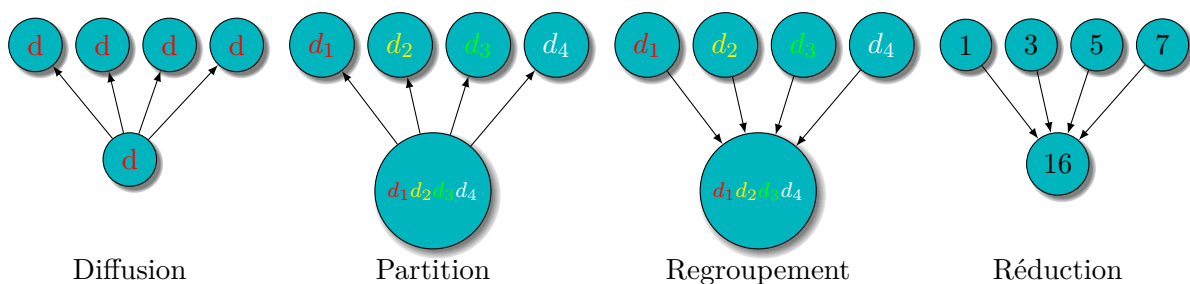 d d d d d₁ d₂ d₃ d₄ d₁ d₂ d₃ d₄ 1 3 5 7
d d₁d₂d₃d₄ d₁d₂d₃d₄ 16
Diffusion Partition Regroupement Réduction